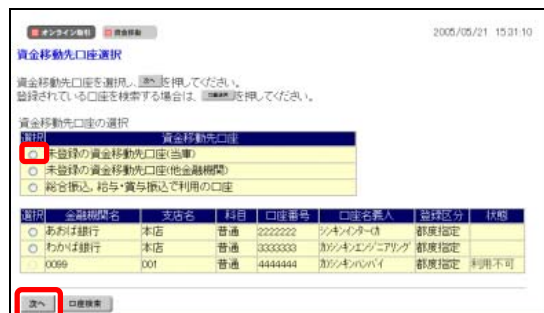 オンライン取引 資金移動 2005/05/21 15:31:10
資金移動先口座選択
資金移動先口座を選択し、次へ を押してください。
登録されている口座を検索する場合は、口座検索 を押してください。
資金移動先口座の選択
選択 資金移動先口座
未登録の資金移動先口座(当庫)
未登録の資金移動先口座(他金融機関)
総合振込、給与・賞与振込で利用の口座
選択 金融機関名 支店名 科目 口座番号 口座名義人 登録区分 状態
あおば銀行 本店 普通 2222222 都度指定
わかば銀行 本店 普通 3333333 カ)シンキンエンジニアリング 都度指定
0099 001 普通 4444444 カ)シンキンハンバイ 都度指定 利用不可
次へ 口座検索